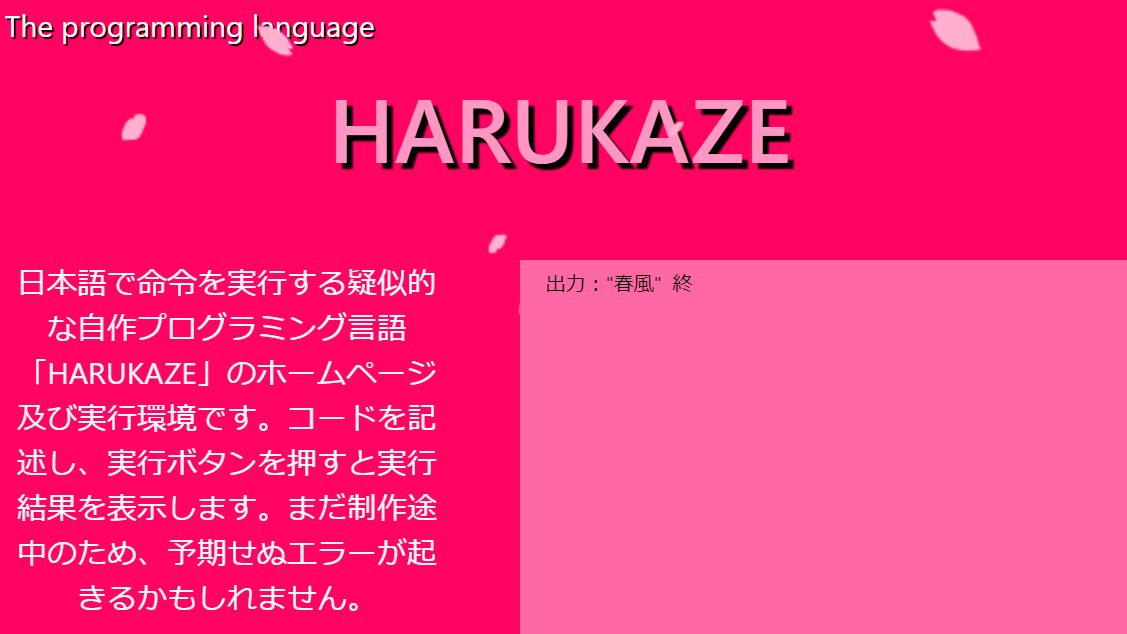 The programming language
HARUKAZE
日本語で命令を実行する疑似的
な自作プログラミング言語
「HARUKAZE」のホームページ
及び実行環境です。コードを記
述し、実行ボタンを押すと実行
結果を表示します。まだ制作途
中のため、予期せぬエラーが起
きるかもしれません。
出力："春風" 終